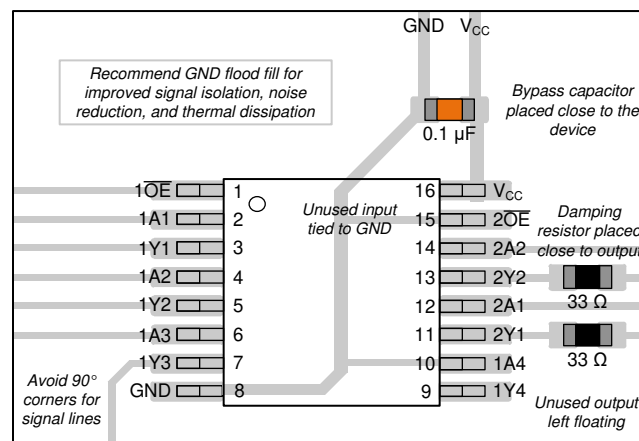 GND VCC
Recommend GND flood fill for
improved signal isolation, noise
reduction, and thermal dissipation
Bypass capacitor
placed close to the
device
0.1 μF
1OE 1 16 VCC
Unused input
tied to GND
1A1 2 15 2OE
Damping
resistor placed
close to output
1Y1 3 14 2A2
1A2 4 13 2Y2
33 Ω
1Y2 5 12 2A1
1A3 6 11 2Y1
33 Ω
1Y3 7 10 1A4
GND 8 9 1Y4
Avoid 90°
corners for
signal lines
Unused output
left floating